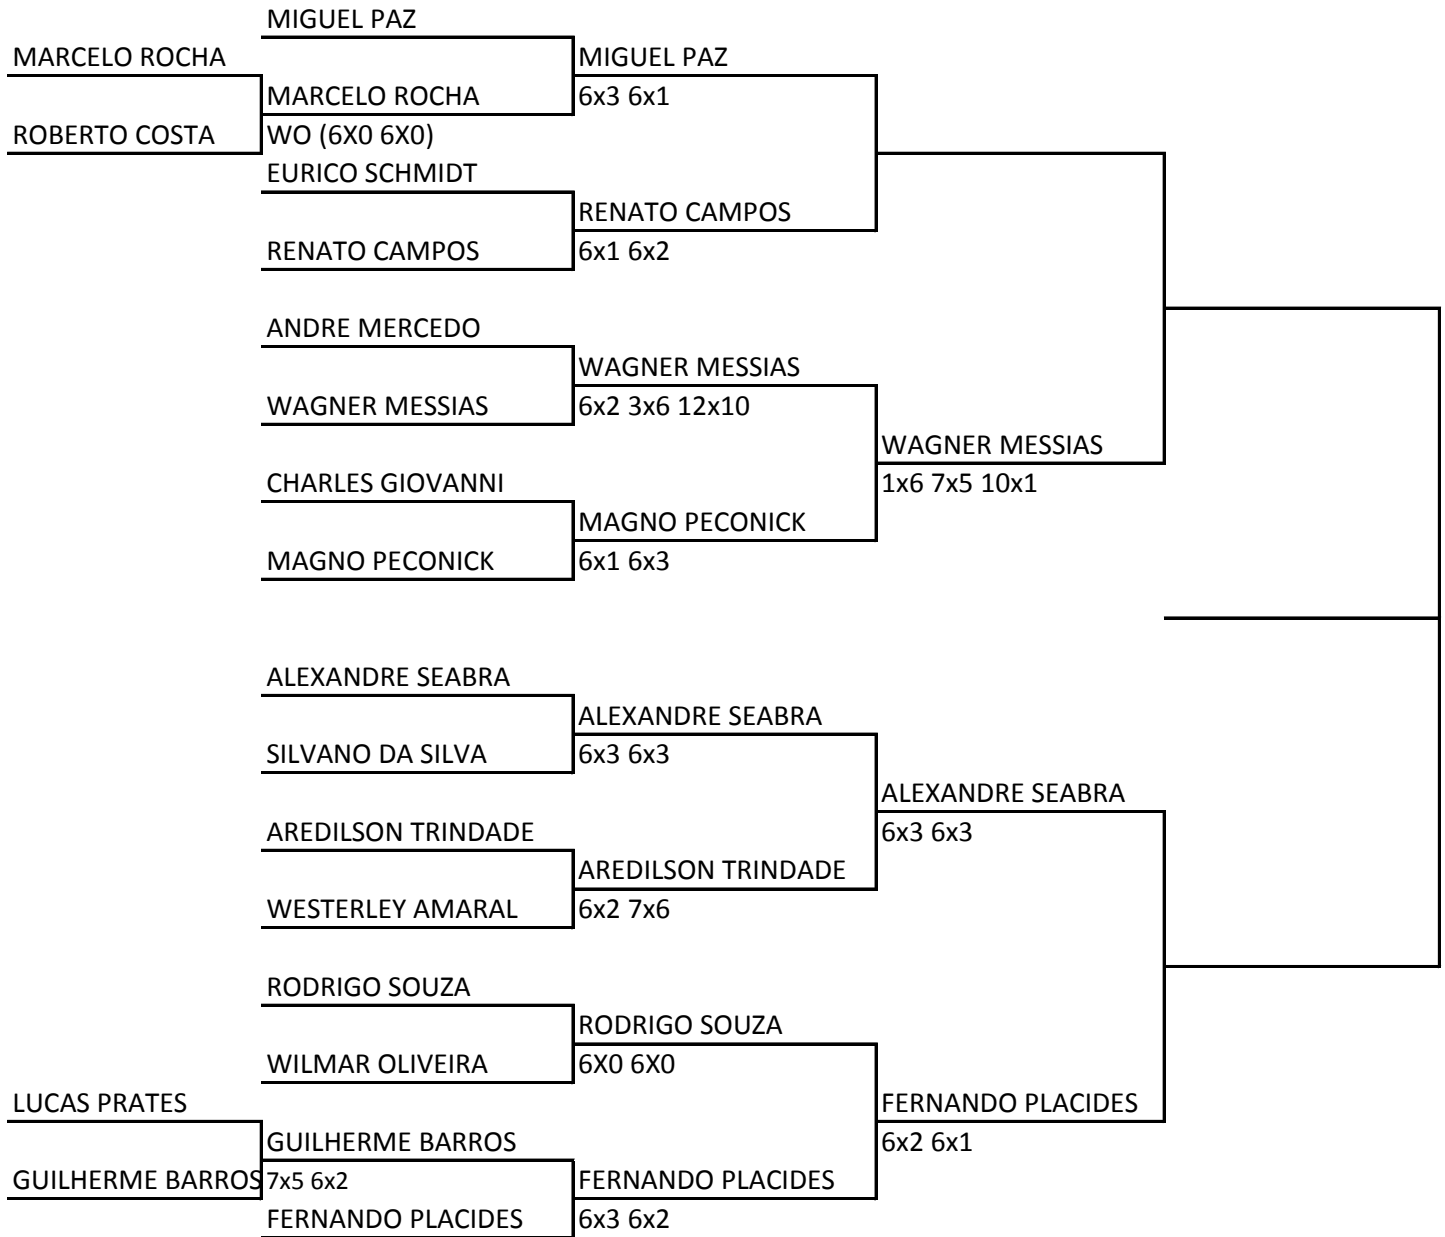 MIGUEL PAZ
MARCELO ROCHA
MIGUEL PAZ
MARCELO ROCHA
6x3 6x1
ROBERTO COSTA
WO (6X0 6X0)
EURICO SCHMIDT
RENATO CAMPOS
RENATO CAMPOS
6x1 6x2
ANDRE MERCEDO
WAGNER MESSIAS
WAGNER MESSIAS
6x2 3x6 12x10
WAGNER MESSIAS
CHARLES GIOVANNI
1x6 7x5 10x1
MAGNO PECONICK
MAGNO PECONICK
6x1 6x3
ALEXANDRE SEABRA
ALEXANDRE SEABRA
SILVANO DA SILVA
6x3 6x3
ALEXANDRE SEABRA
AREDILSON TRINDADE
6x3 6x3
AREDILSON TRINDADE
WESTERLEY AMARAL
6x2 7x6
RODRIGO SOUZA
RODRIGO SOUZA
WILMAR OLIVEIRA
6X0 6X0
LUCAS PRATES
FERNANDO PLACIDES
GUILHERME BARROS
6x2 6x1
GUILHERME BARROS
7x5 6x2
FERNANDO PLACIDES
FERNANDO PLACIDES
6x3 6x2